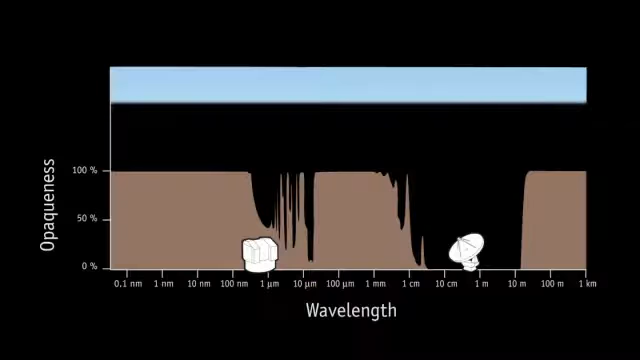 Opaqueness
100 %
50 %
0 %
0.1 nm 1 nm 10 nm 100 nm 1 µm 10 µm 100 µm 1 mm 1 cm 10 cm 1 m 10 m 100 m 1 km
Wavelength